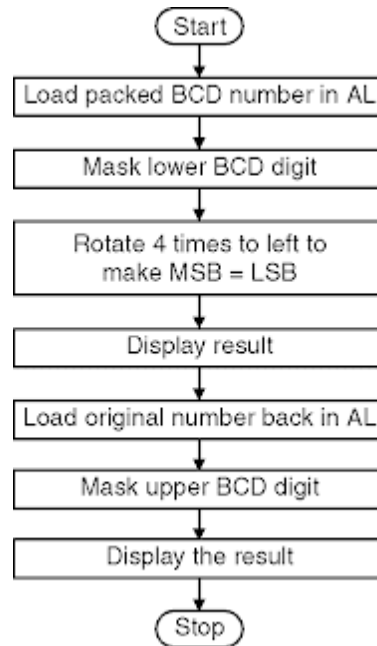 Start
Load packed BCD number in AL
Mask lower BCD digit
Rotate 4 times to left to
make MSB = LSB
Display result
Load original number back in AL
Mask upper BCD digit
Display the result
Stop